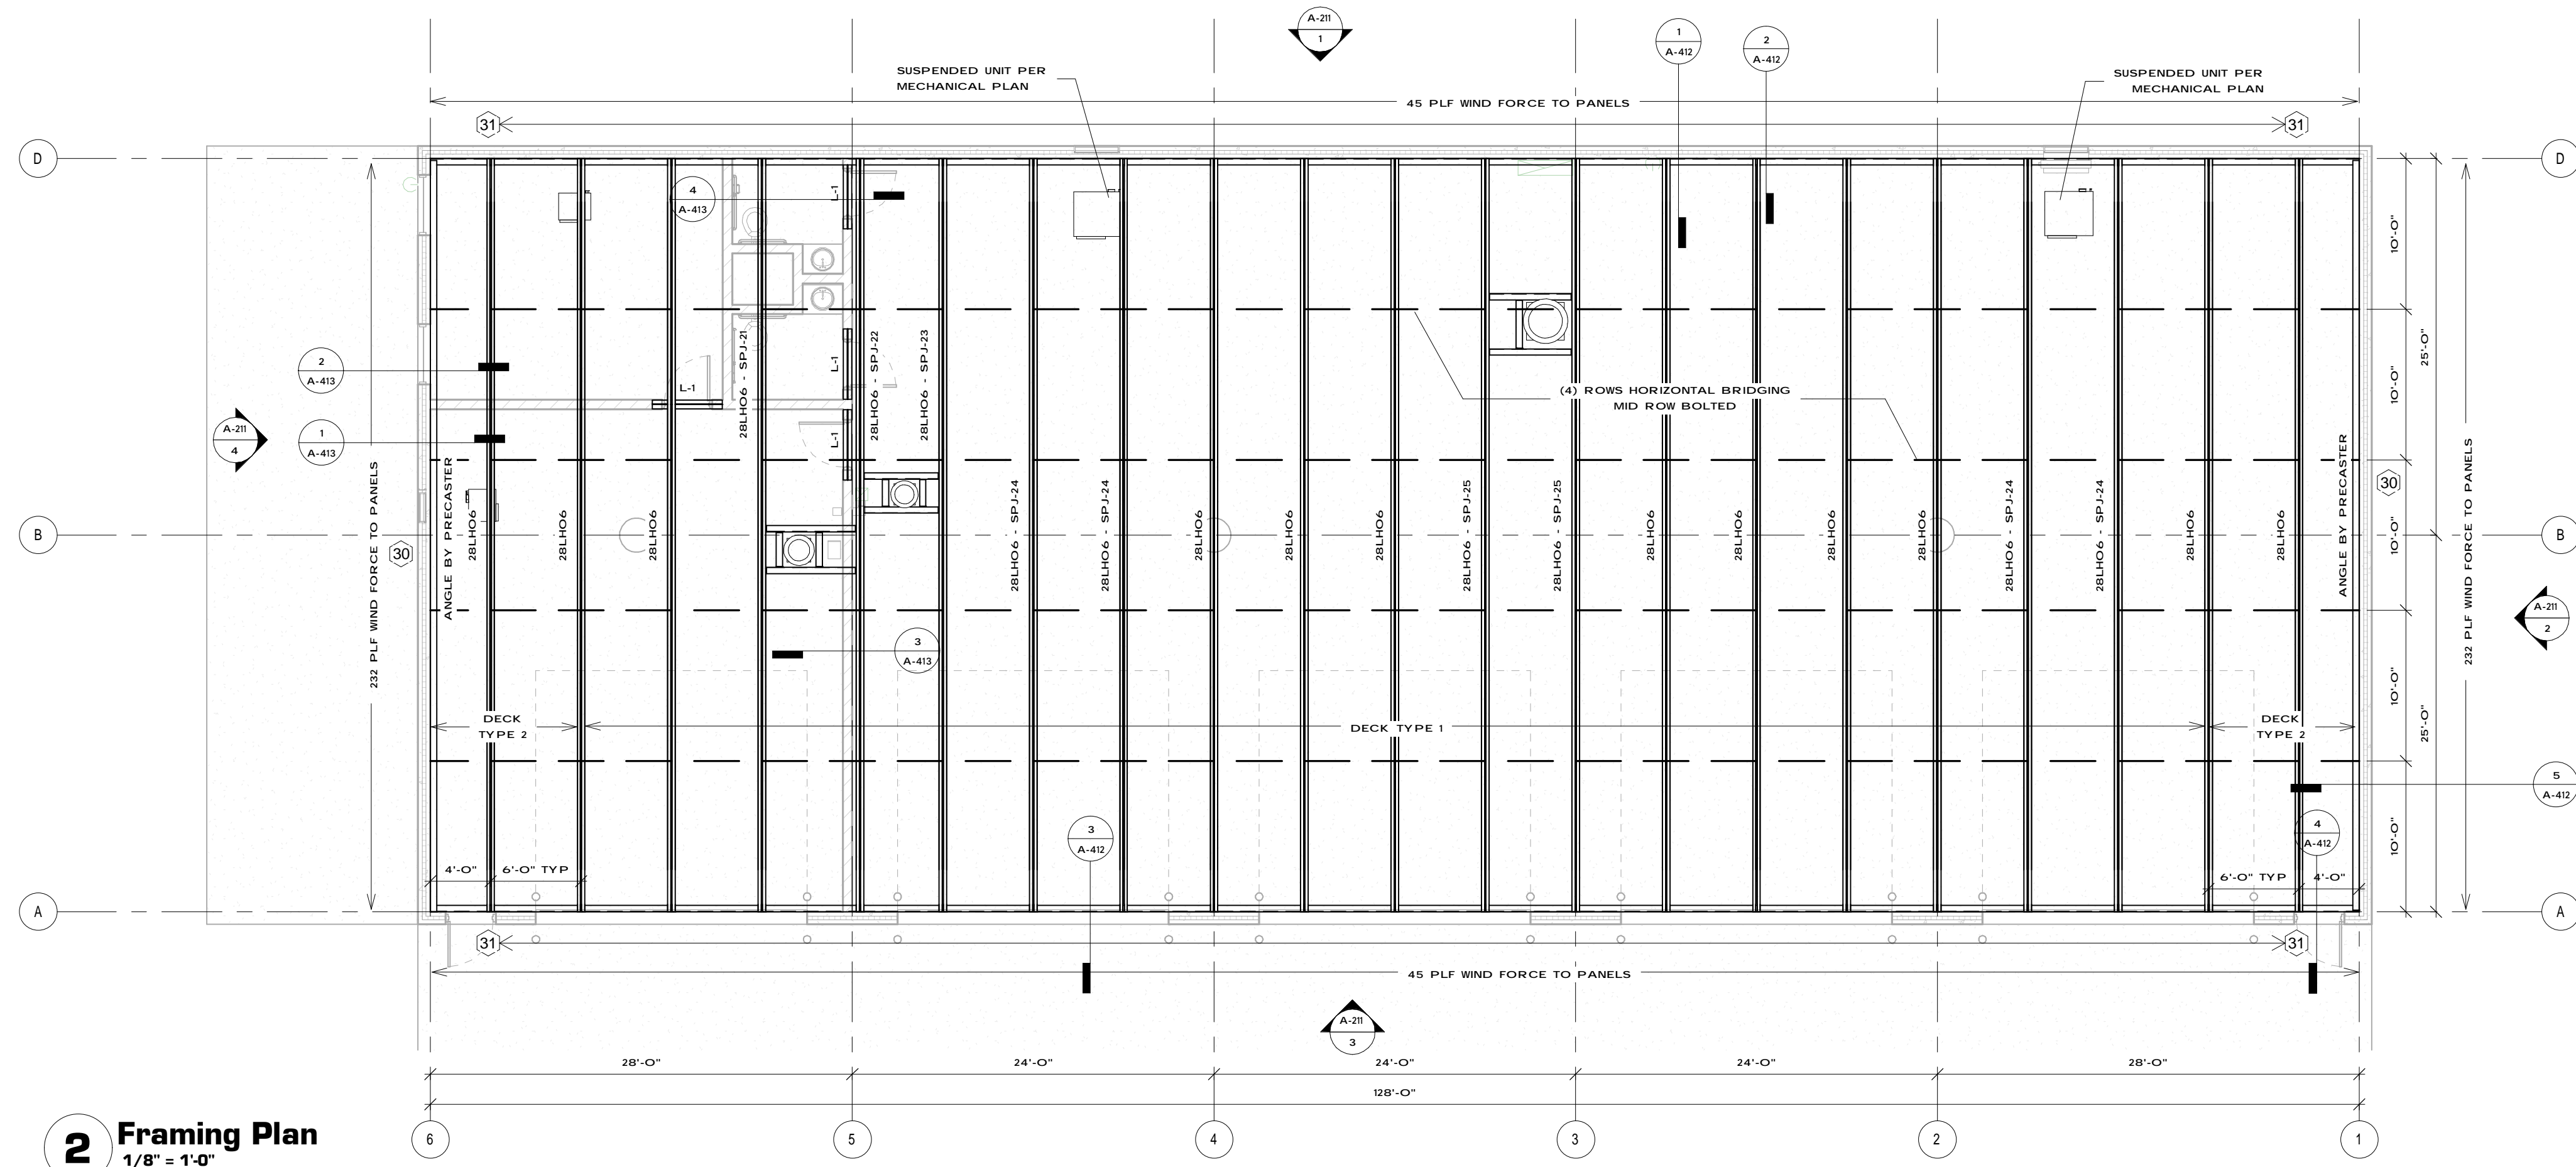 A-211
1
1
A-412
2
A-412
SUSPENDED UNIT PER
MECHANICAL PLAN
SUSPENDED UNIT PER
MECHANICAL PLAN
45 PLF WIND FORCE TO PANELS
31
31
D
D
4
A-413
L-1
10'-0"
2
A-413
L-1
L-1
28LH06 - SPJ-21
28LH06 - SPJ-22
28LH06 - SPJ-23
(4) ROWS HORIZONTAL BRIDGING
MID ROW BOLTED
10'-0"
25'-0"
A-211
4
1
A-413
L-1
232 PLF WIND FORCE TO PANELS
30
ANGLE BY PRECASTER
28LH06
28LH06
28LH06
28LH06 - SPJ-24
28LH06 - SPJ-24
28LH06
28LH06
28LH06
28LH06 - SPJ-25
28LH06 - SPJ-25
28LH06
28LH06
28LH06
28LH06
28LH06 - SPJ-24
28LH06 - SPJ-24
28LH06
28LH06
ANGLE BY PRECASTER
30
10'-0"
232 PLF WIND FORCE TO PANELS
B
B
A-211
2
3
A-413
10'-0"
25'-0"
DECK
TYPE 2
DECK TYPE 1
DECK
TYPE 2
5
A-412
3
A-412
4
A-412
10'-0"
4'-0"
6'-0" TYP
6'-0" TYP
4'-0"
A
A
31
31
45 PLF WIND FORCE TO PANELS
A-211
3
28'-0"
24'-0"
24'-0"
24'-0"
28'-0"
128'-0"
6
5
4
3
2
1
2
Framing Plan
1/8" = 1'-0"